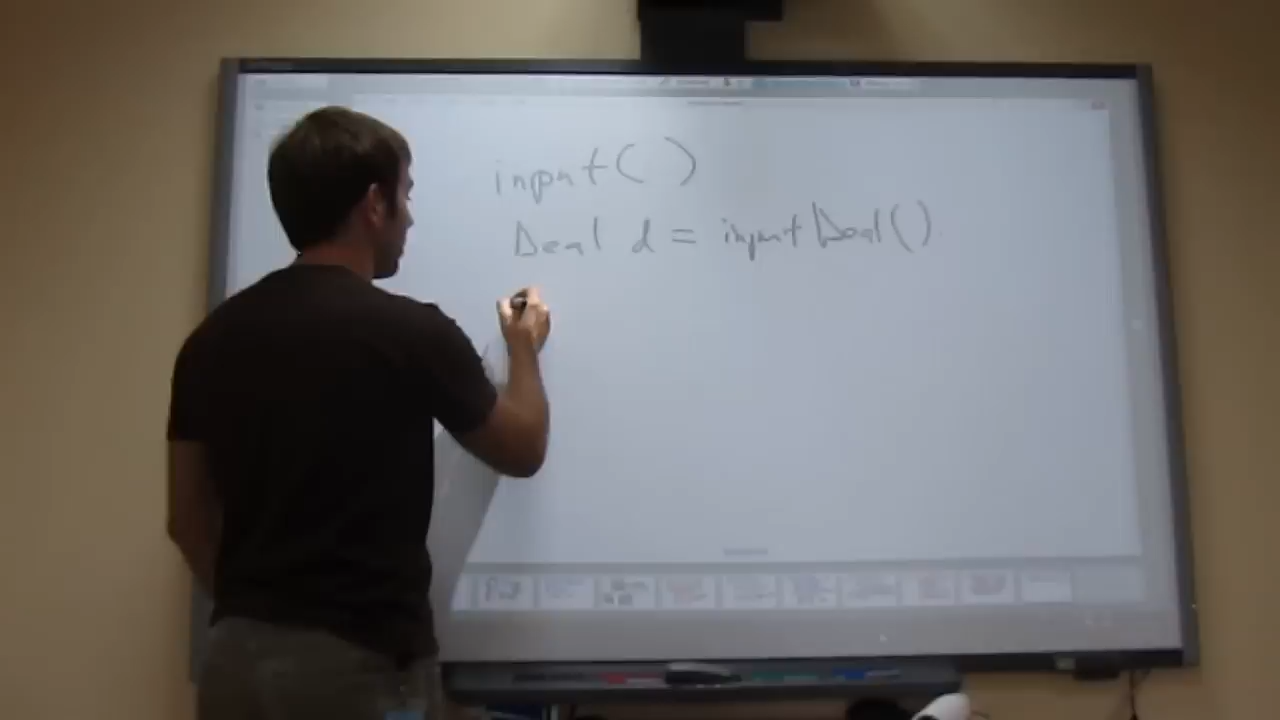 input( )
Deal d = inputDeal()